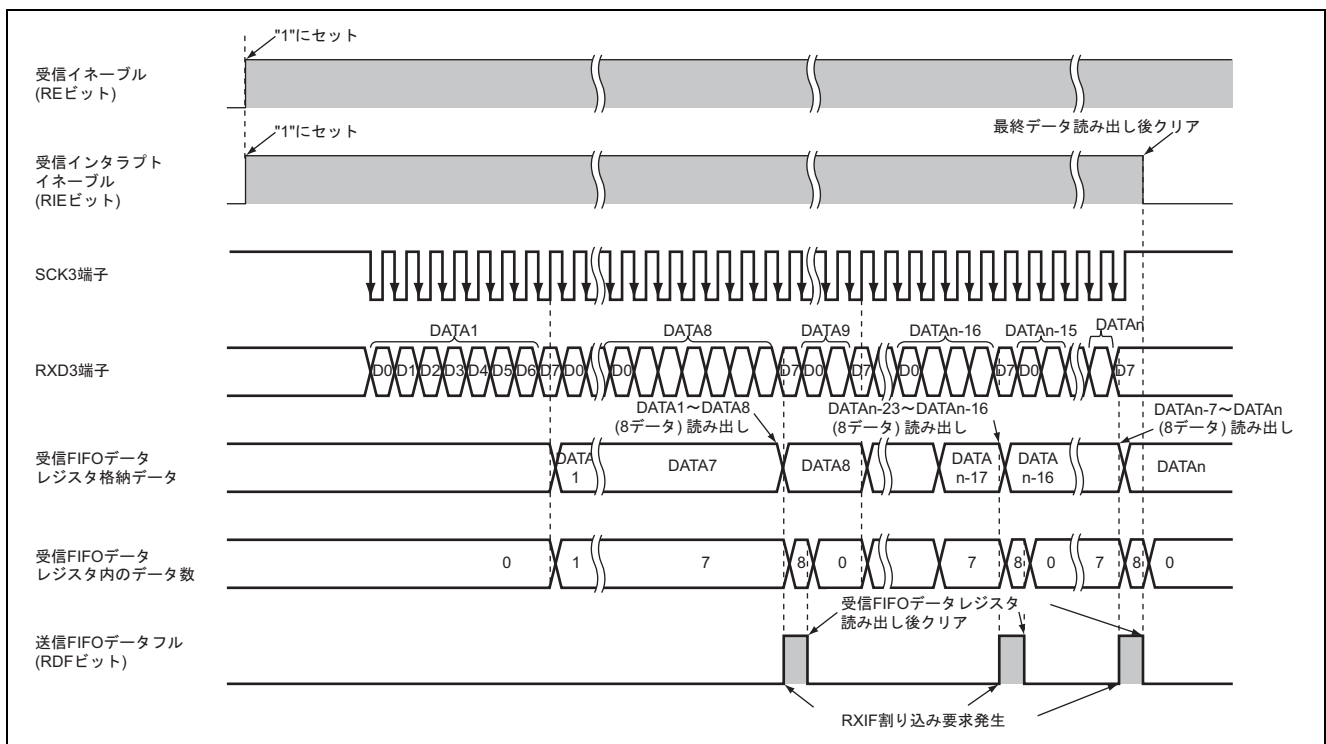 "1"にセット
受信イネーブル
(REビット)
"1"にセット
最終データ読み出し後クリア
受信インタラプト
イネーブル
(RIEビット)
SCK3端子
DATA1
DATA8
DATA9
DATAn-16
DATAn-15
DATAn
RXD3端子
D0 D1 D2 D3 D4 D5 D6 D7 D0 D0 D7 D0 D7 D0 D7 D0 D7
DATA1～DATA8
(8データ) 読み出し
DATAn-23～DATAn-16
(8データ) 読み出し
DATAn-7～DATAn
(8データ) 読み出し
受信FIFOデータ
レジスタ格納データ
DATA
1
DATA7
DATA8
DATA
n-17
DATA
n-16
DATAn
受信FIFOデータ
レジスタ内のデータ数
0 1 7 8 0 7 8 0 7 8 0
受信FIFOデータレジスタ
読み出し後クリア
送信FIFOデータフル
(RDFビット)
RXIF割り込み要求発生